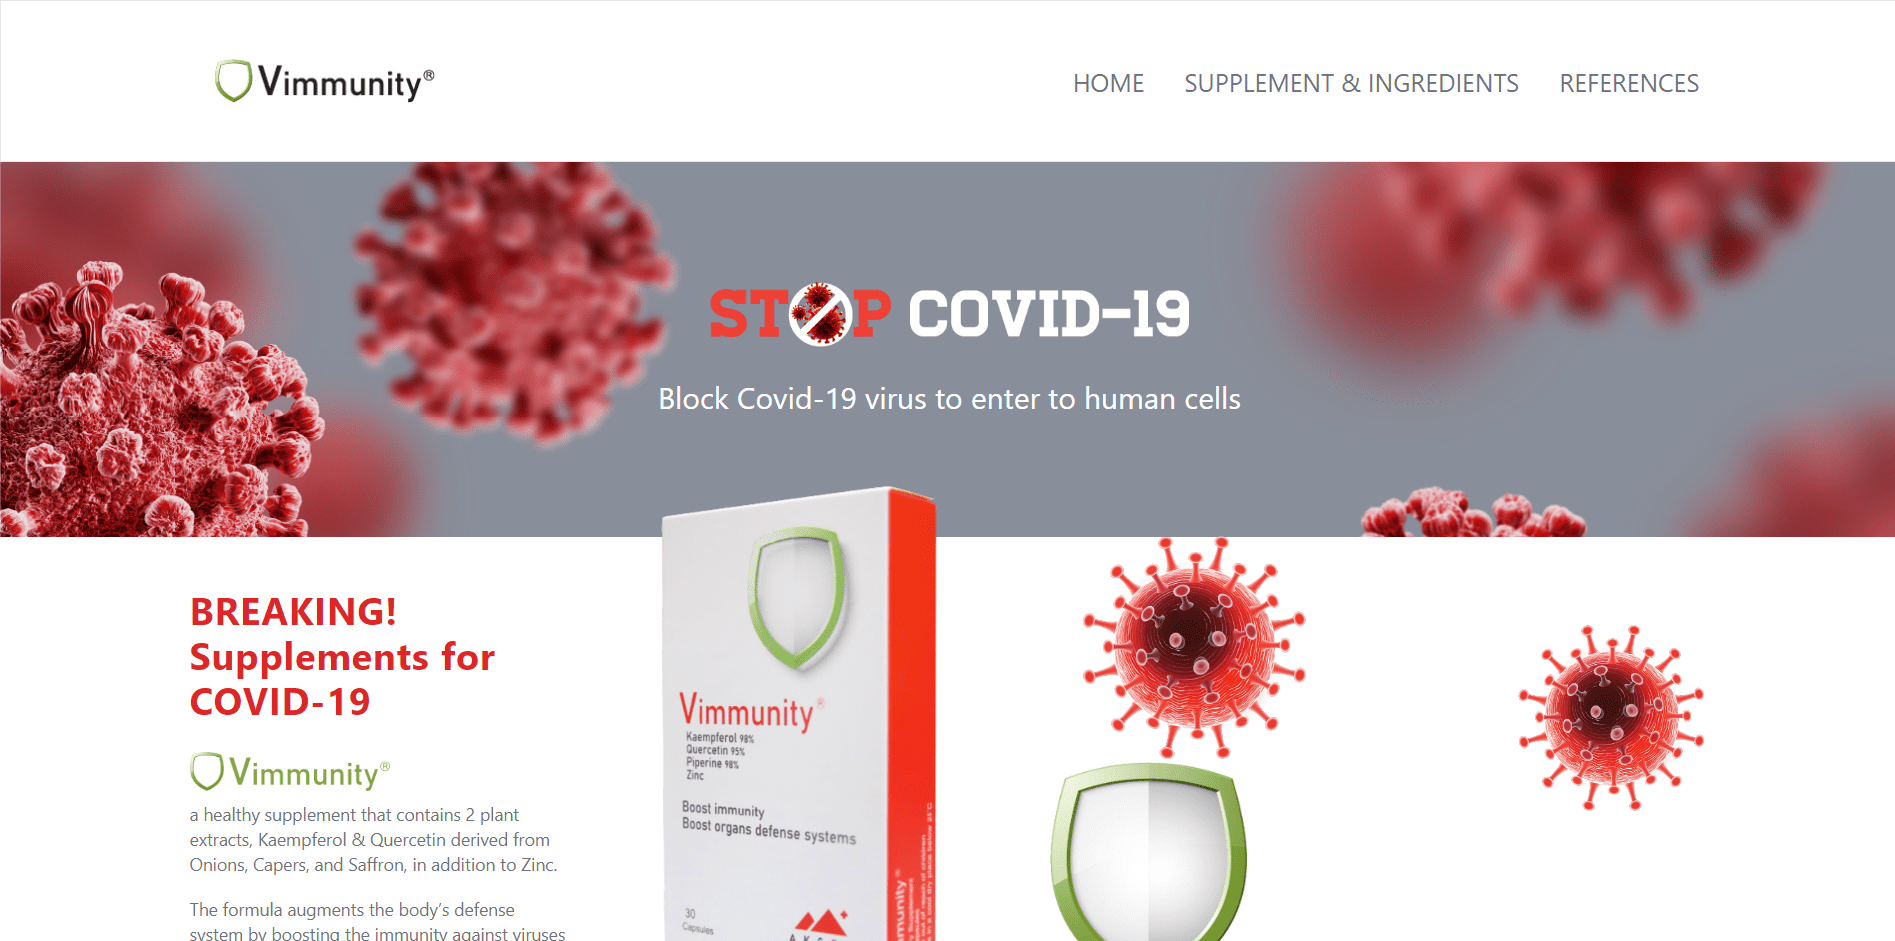 Vimmunity®
HOME SUPPLEMENT & INGREDIENTS REFERENCES
STOP COVID-19
Block Covid-19 virus to enter to human cells
BREAKING!
Supplements for
COVID-19
Vimmunity®
a healthy supplement that contains 2 plant
extracts, Kaempferol & Quercetin derived from
Onions, Capers, and Saffron, in addition to Zinc.
The formula augments the body’s defense
system by boosting the immunity against viruses
Vimmunity®
Kaempferol 98%
Quercetin 95%
Piperine 98%
Zinc
Boost immunity
Boost organs defense systems
30
Capsules